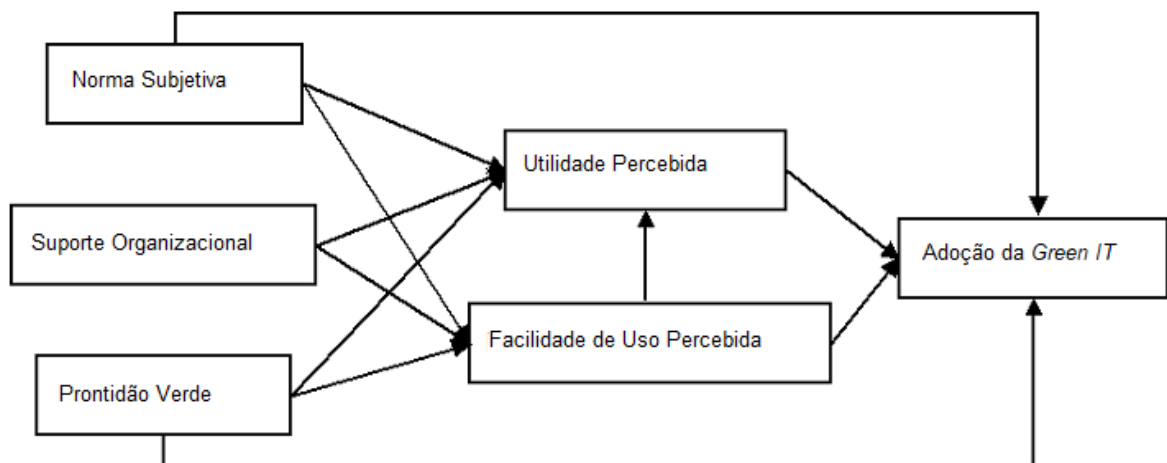 Norma Subjetiva
Utilidade Percebida
Suporte Organizacional
Adoção da Green IT
Facilidade de Uso Percebida
Prontidão Verde